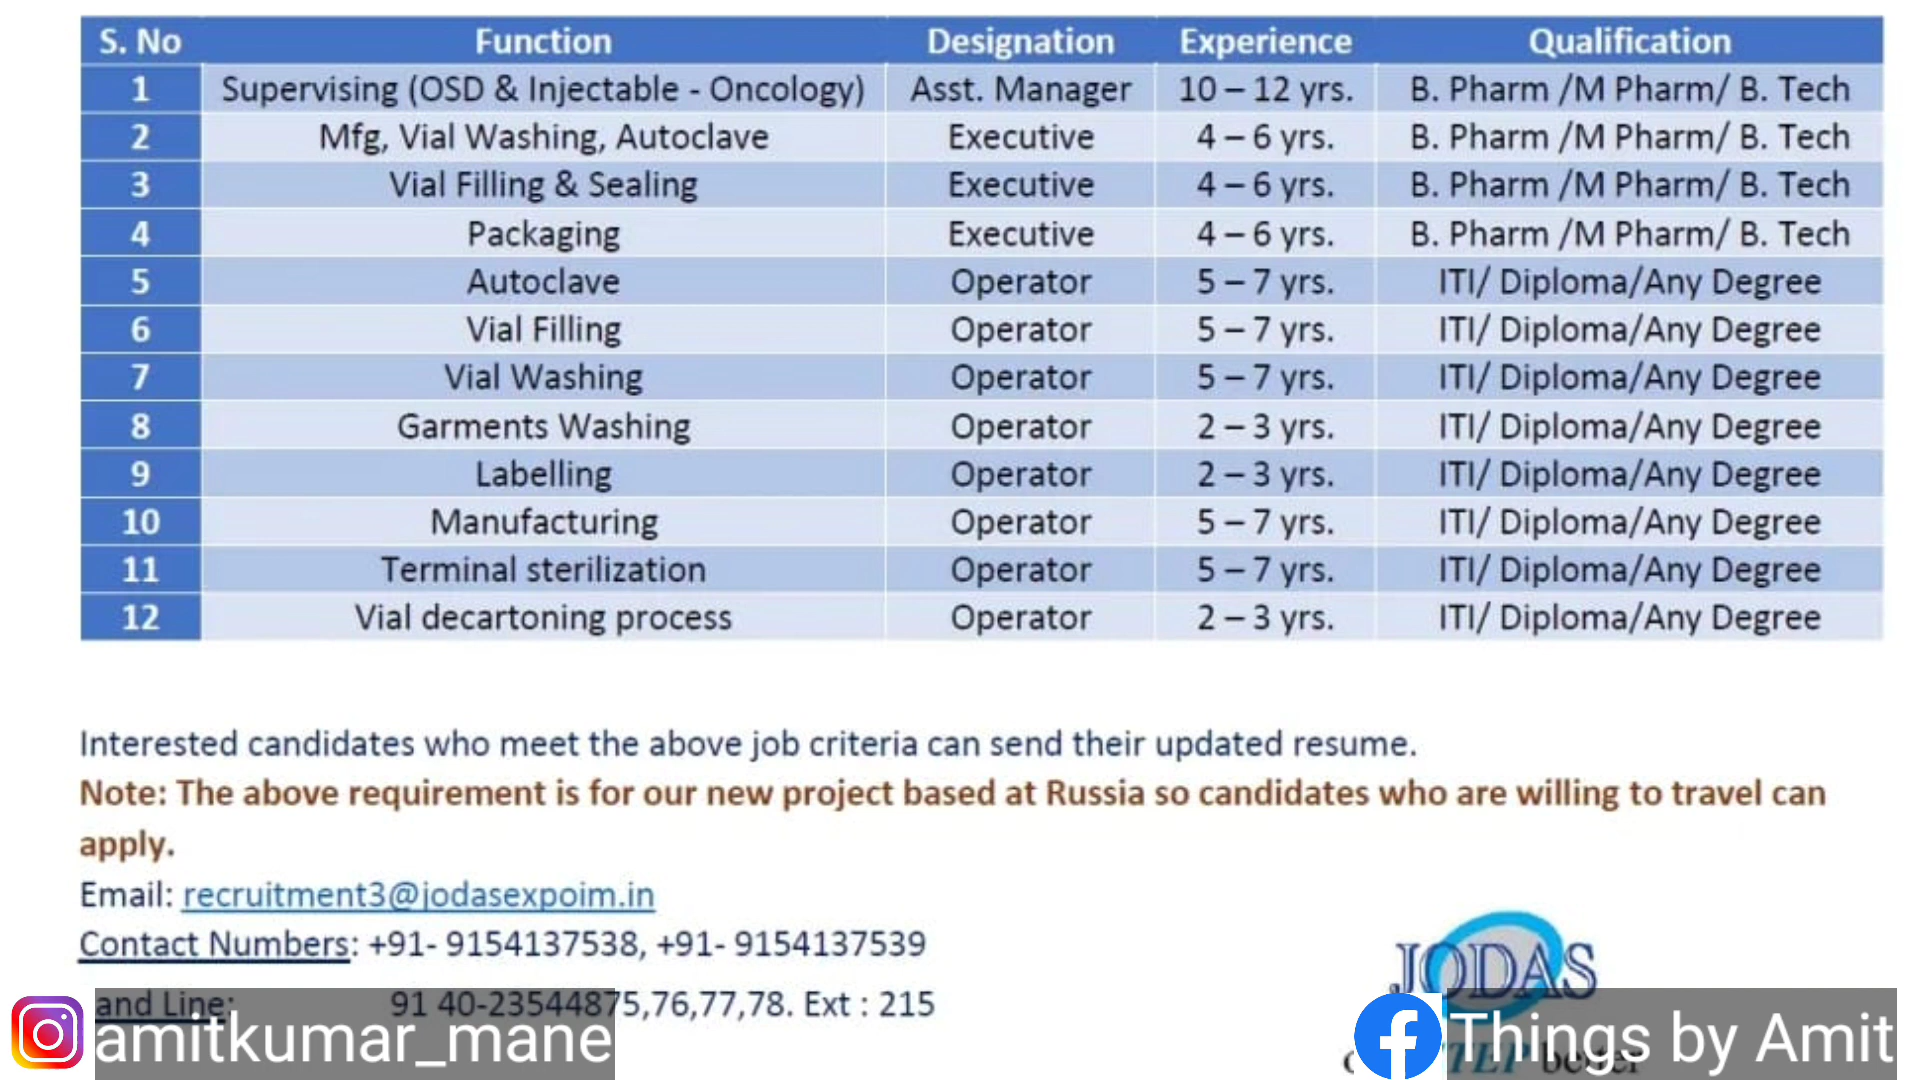 S. No Function Designation Experience Qualification
1 Supervising (OSD & Injectable - Oncology) Asst. Manager 10 – 12 yrs. B. Pharm /M Pharm/ B. Tech
2 Mfg, Vial Washing, Autoclave Executive 4 – 6 yrs. B. Pharm /M Pharm/ B. Tech
3 Vial Filling & Sealing Executive 4 – 6 yrs. B. Pharm /M Pharm/ B. Tech
4 Packaging Executive 4 – 6 yrs. B. Pharm /M Pharm/ B. Tech
5 Autoclave Operator 5 – 7 yrs. ITI/ Diploma/Any Degree
6 Vial Filling Operator 5 – 7 yrs. ITI/ Diploma/Any Degree
7 Vial Washing Operator 5 – 7 yrs. ITI/ Diploma/Any Degree
8 Garments Washing Operator 2 – 3 yrs. ITI/ Diploma/Any Degree
9 Labelling Operator 2 – 3 yrs. ITI/ Diploma/Any Degree
10 Manufacturing Operator 5 – 7 yrs. ITI/ Diploma/Any Degree
11 Terminal sterilization Operator 5 – 7 yrs. ITI/ Diploma/Any Degree
12 Vial decartoning process Operator 2 – 3 yrs. ITI/ Diploma/Any Degree
Interested candidates who meet the above job criteria can send their updated resume.
Note: The above requirement is for our new project based at Russia so candidates who are willing to travel can
apply.
Email: recruitment3@jodasexpoim.in
Contact Numbers: +91- 9154137538, +91- 9154137539
and Line: 91 40-23544875,76,77,78. Ext : 215
JODAS
amitkumar_mane
Things by Amit